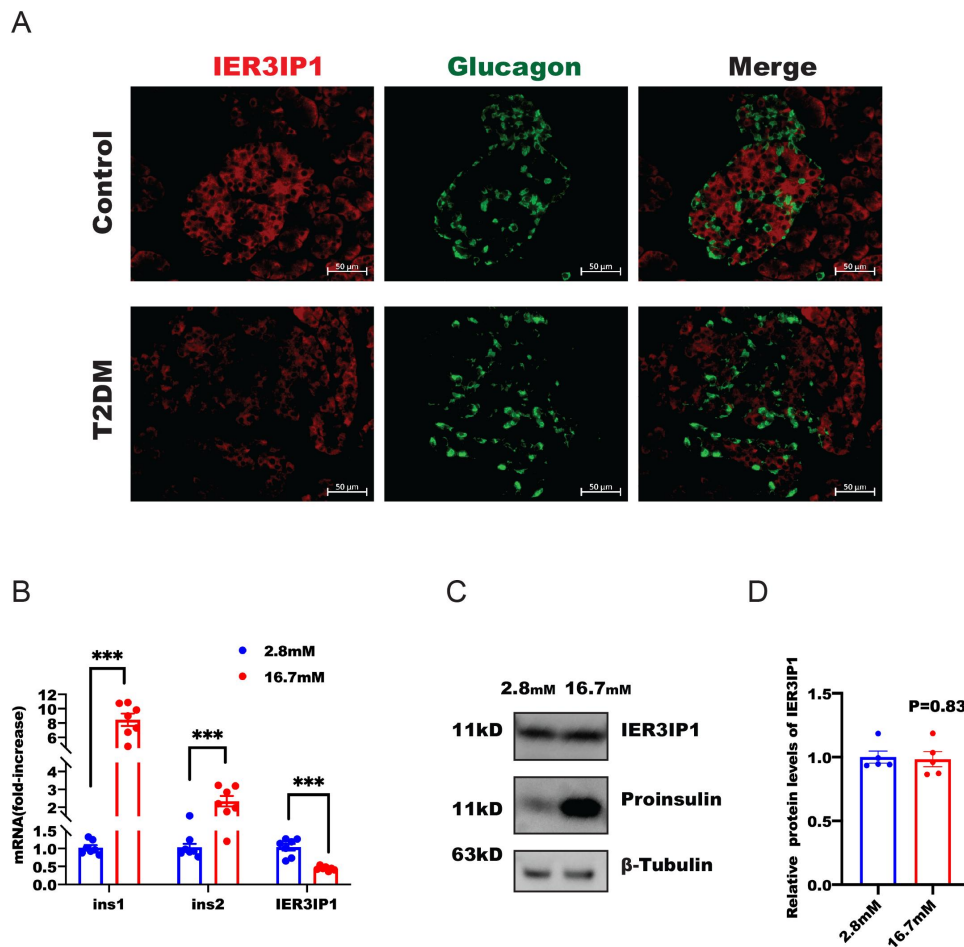 A
IER3IP1 Glucagon Merge
Control
50 µm 50 µm 50 µm
T2DM
50 µm 50 µm 50 µm
B
2.8mM
16.7mM
*** *** ***
mRNA(fold-increase)
12
10
8
6
4
3
2
1.5
1.0
0.5
0.0
ins1 ins2 IER3IP1
C
2.8mM 16.7mM
11kD IER3IP1
11kD Proinsulin
63kD β-Tubulin
D
Relative protein levels of IER3IP1
P=0.83
1.5
1.0
0.5
0.0
2.8mM 16.7mM